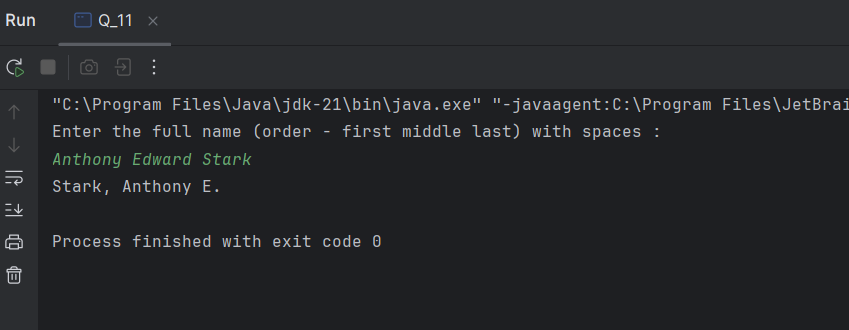 Run
Q_11
"C:\Program Files\Java\jdk-21\bin\java.exe" "-javaagent:C:\Program Files\JetBrai
Enter the full name (order - first middle last) with spaces :
Anthony Edward Stark
Stark, Anthony E.
Process finished with exit code 0